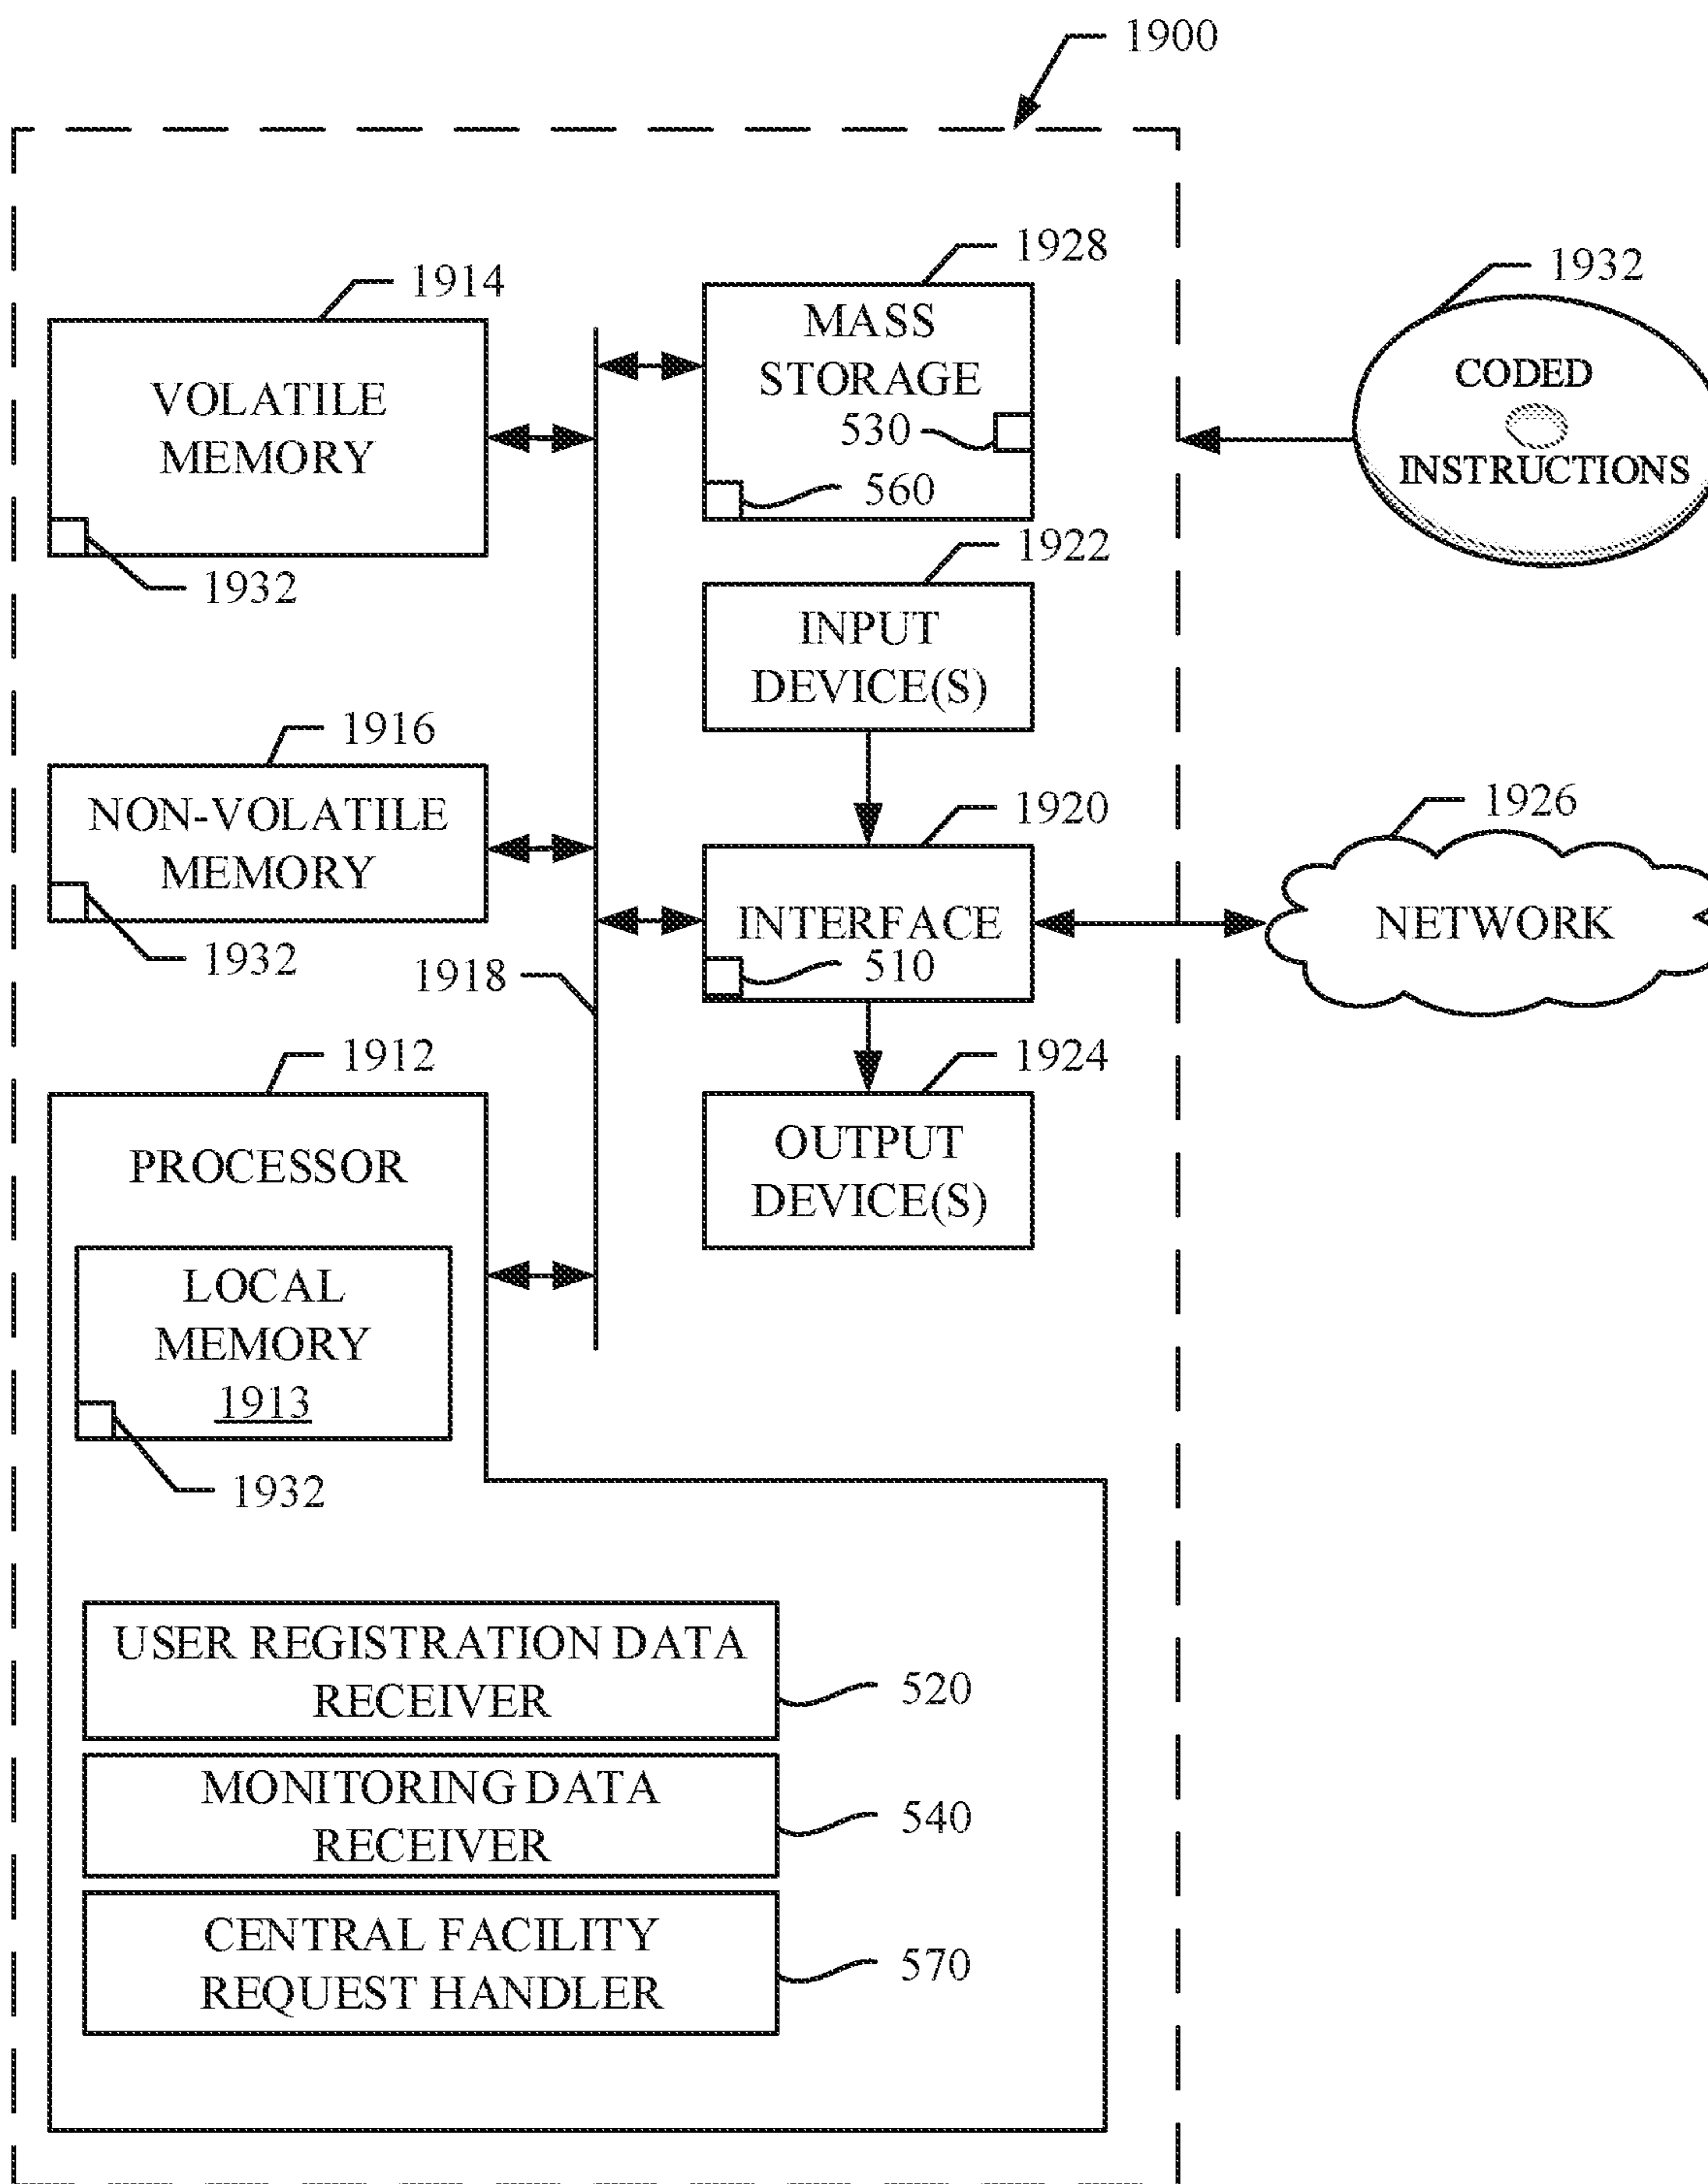 1900
1914
VOLATILE
MEMORY
1932
1928
MASS
STORAGE
530
560
1932
CODED
INSTRUCTIONS
1922
INPUT
DEVICE(S)
1916
NON-VOLATILE
MEMORY
1932
1918
1920
INTERFACE
510
1926
NETWORK
1924
OUTPUT
DEVICE(S)
1912
PROCESSOR
LOCAL
MEMORY
1913
1932
USER REGISTRATION DATA
RECEIVER
520
MONITORING DATA
RECEIVER
540
CENTRAL FACILITY
REQUEST HANDLER
570